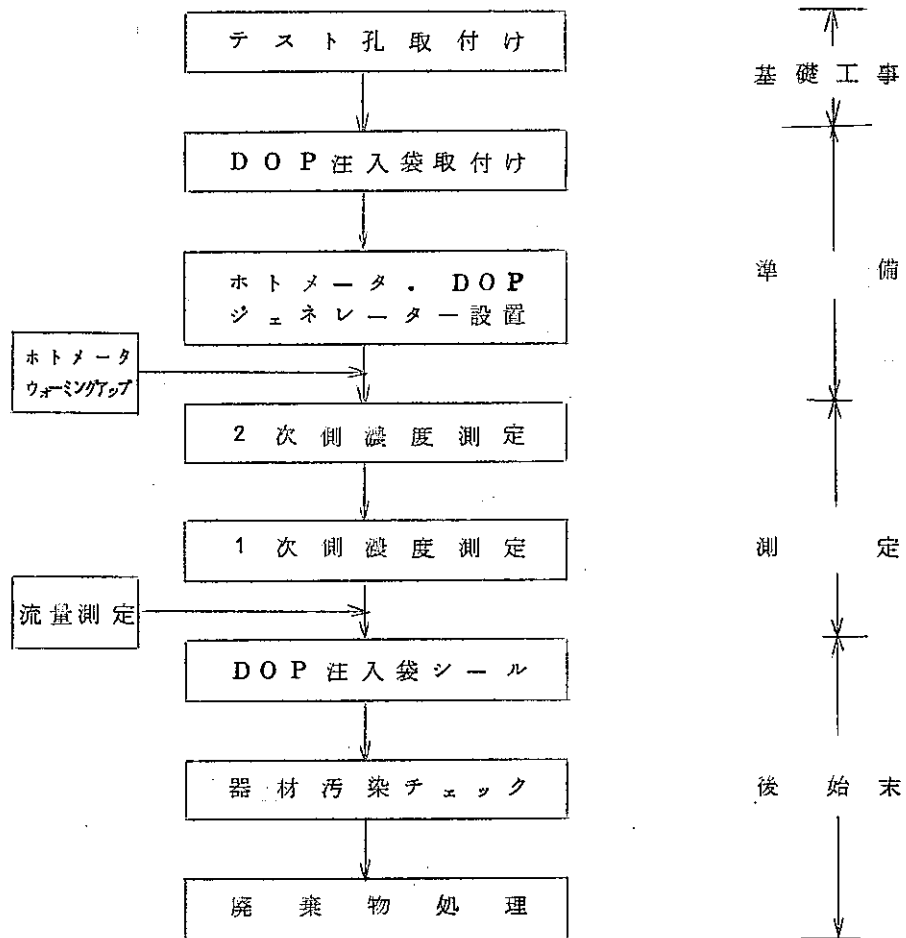 テスト孔取付け
基礎工事
DOP注入袋取付け
ホトメータ．DOP
ジェネレーター設置
準備
ホトメータ
ウォーミングアップ
2次側濃度測定
1次側濃度測定
測定
流量測定
DOP注入袋シール
器材汚染チェック
後始末
廃棄物処理